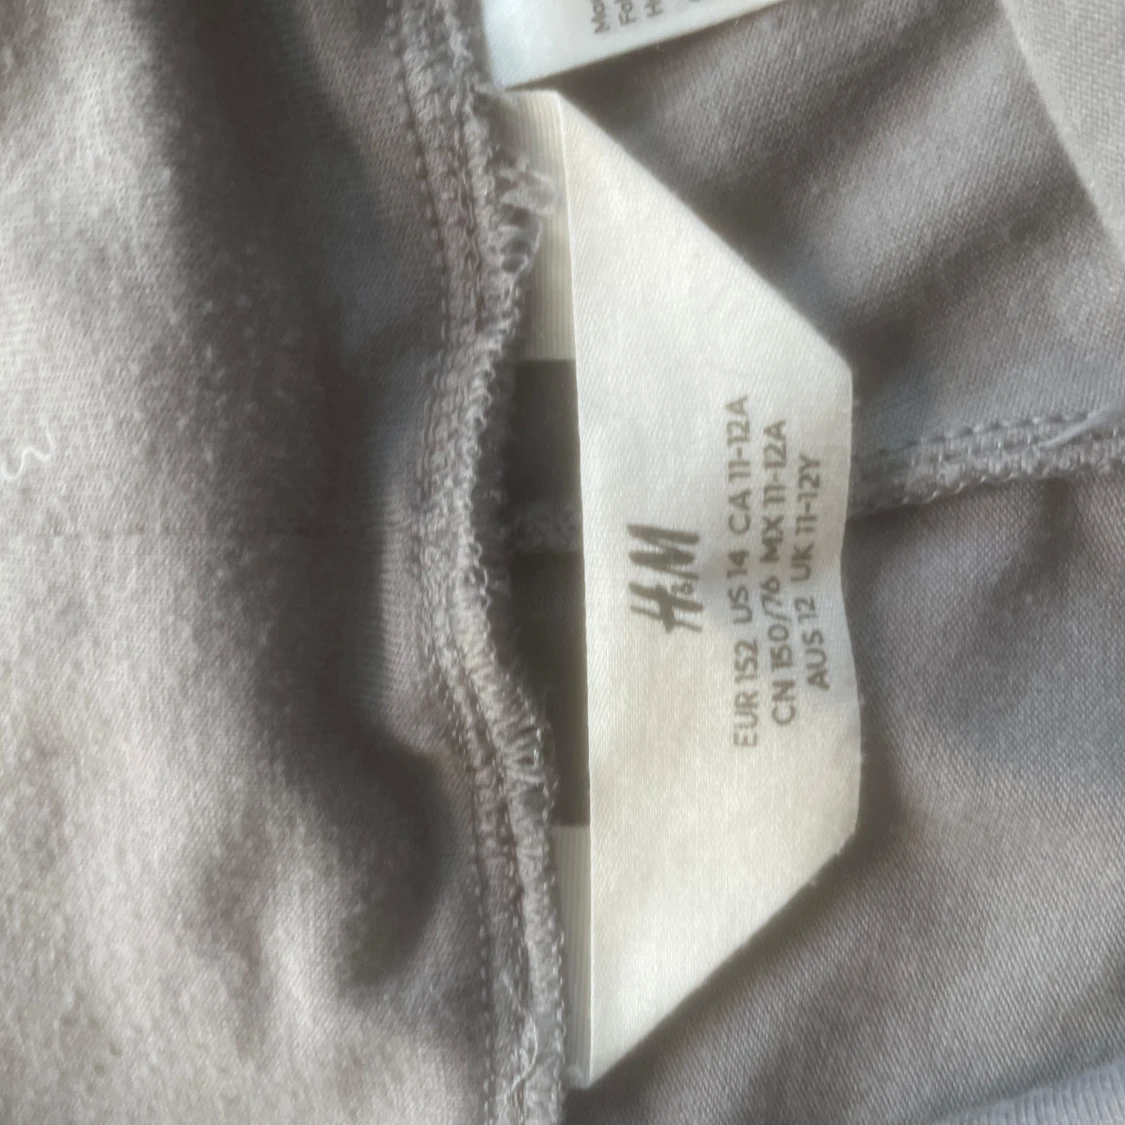 H&M
EUR 152 US 14 CA 11-12A
CN 150/76 MX 11-12A
AUS 12 UK 11-12Y